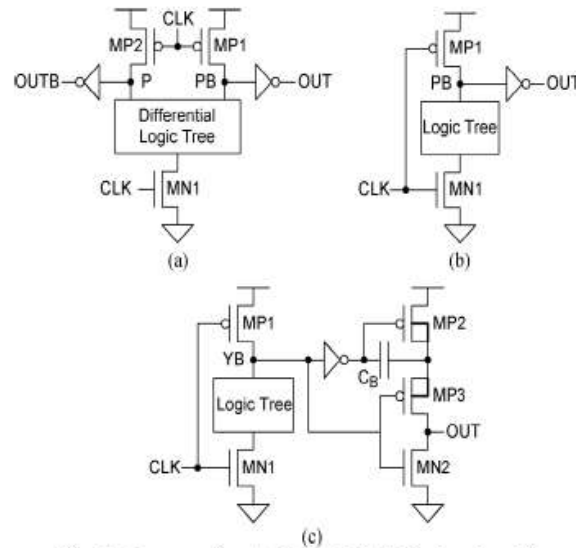 CLK
MP2 MP1
OUTB P PB OUT
Differential
Logic Tree
CLK MN1
(a)
MP1
PB OUT
Logic Tree
CLK MN1
(b)
MP1 MP2
YB CB
MP3
Logic Tree
OUT
CLK MN1 MN2
(c)